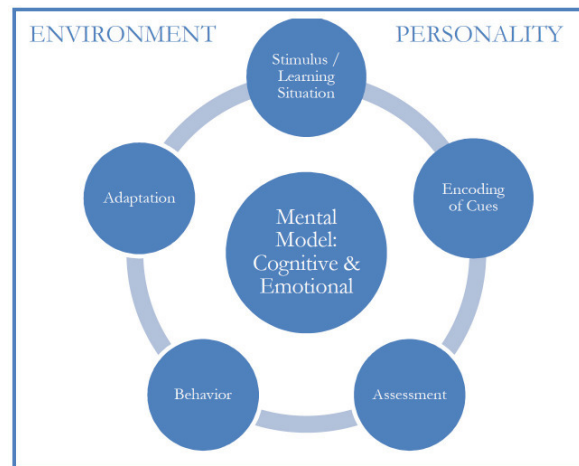 ENVIRONMENT
PERSONALITY
Stimulus /
Learning
Situation
Encoding
of Cues
Assessment
Behavior
Adaptation
Mental
Model:
Cognitive &
Emotional